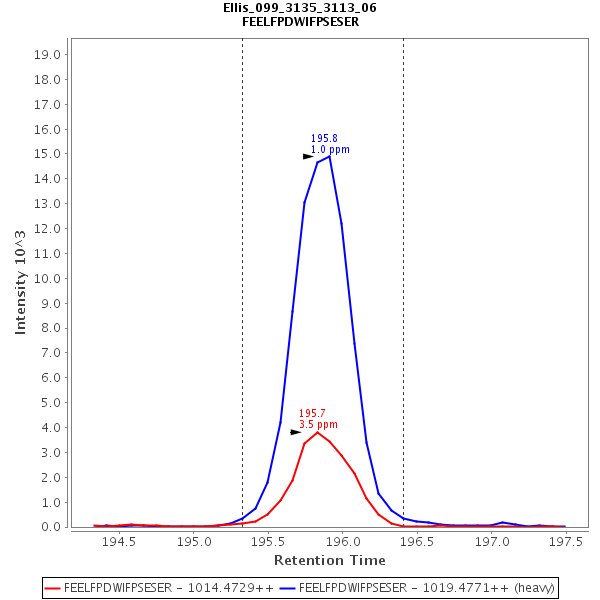 Ellis_099_3135_3113_06
FEELFPDWIFPSESER
19.0
18.0
17.0
16.0
15.0
14.0
13.0
12.0
11.0
10.0
9.0
8.0
7.0
6.0
5.0
4.0
3.0
2.0
1.0
0.0
Intensity 10^3
195.8
1.0 ppm
195.7
3.5 ppm
194.5 195.0 195.5 196.0 196.5 197.0 197.5
Retention Time
FEELFPDWIFPSESER - 1014.4729++ FEELFPDWIFPSESER - 1019.4771++ (heavy)